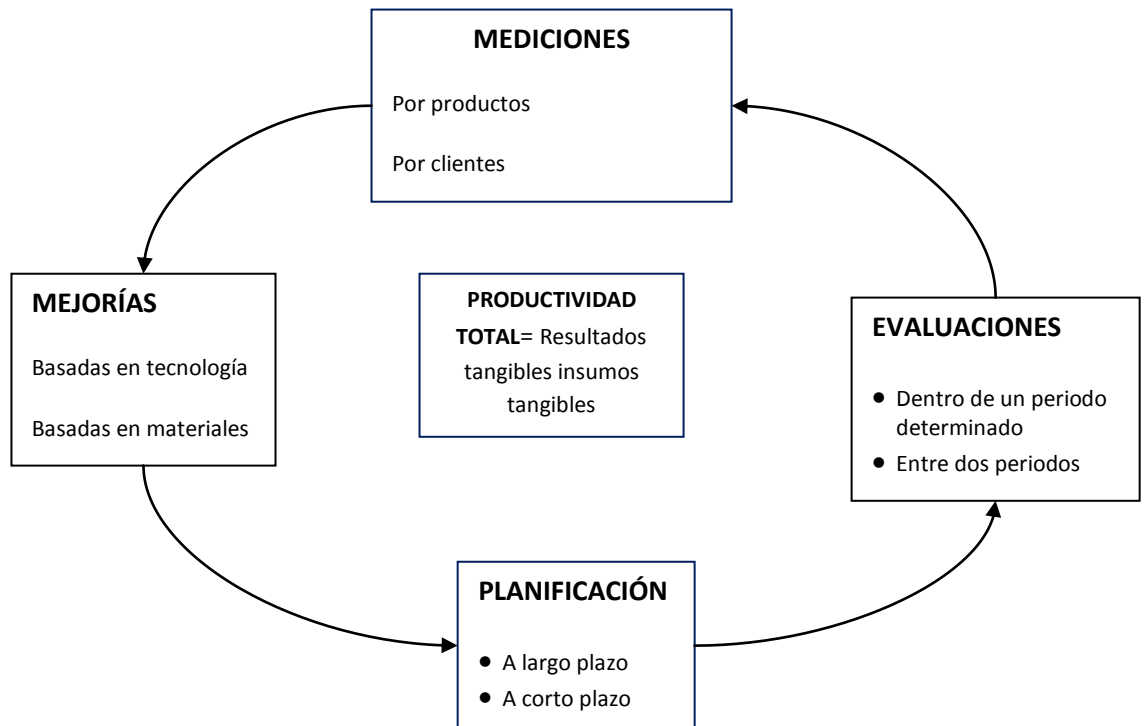 MEDICIONES
Por productos
Por clientes
MEJORÍAS
Basadas en tecnología
Basadas en materiales
PRODUCTIVIDAD
TOTAL= Resultados
tangibles insumos
tangibles
EVALUACIONES
• Dentro de un periodo
determinado
• Entre dos periodos
PLANIFICACIÓN
• A largo plazo
• A corto plazo